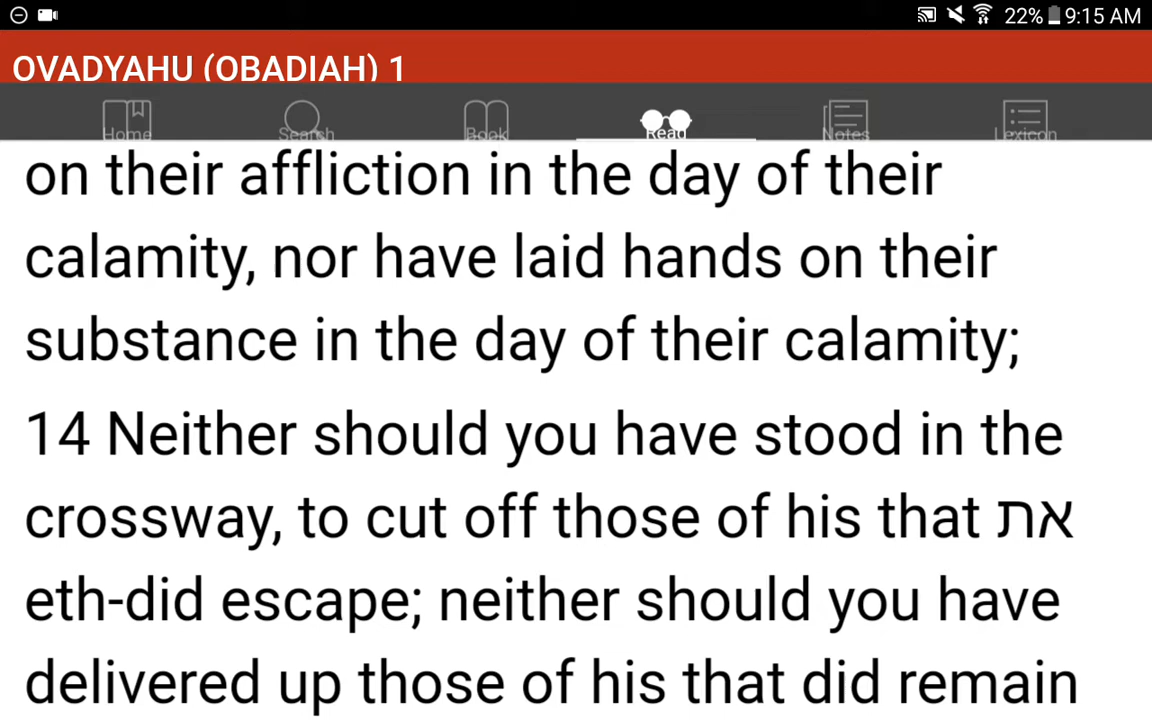 22% 9:15 AM
OVADYAHU (OBADIAH) 1
Home Search Book Read Notes Lexicon
on their affliction in the day of their
calamity, nor have laid hands on their
substance in the day of their calamity;
14 Neither should you have stood in the
crossway, to cut off those of his that את
eth-did escape; neither should you have
delivered up those of his that did remain